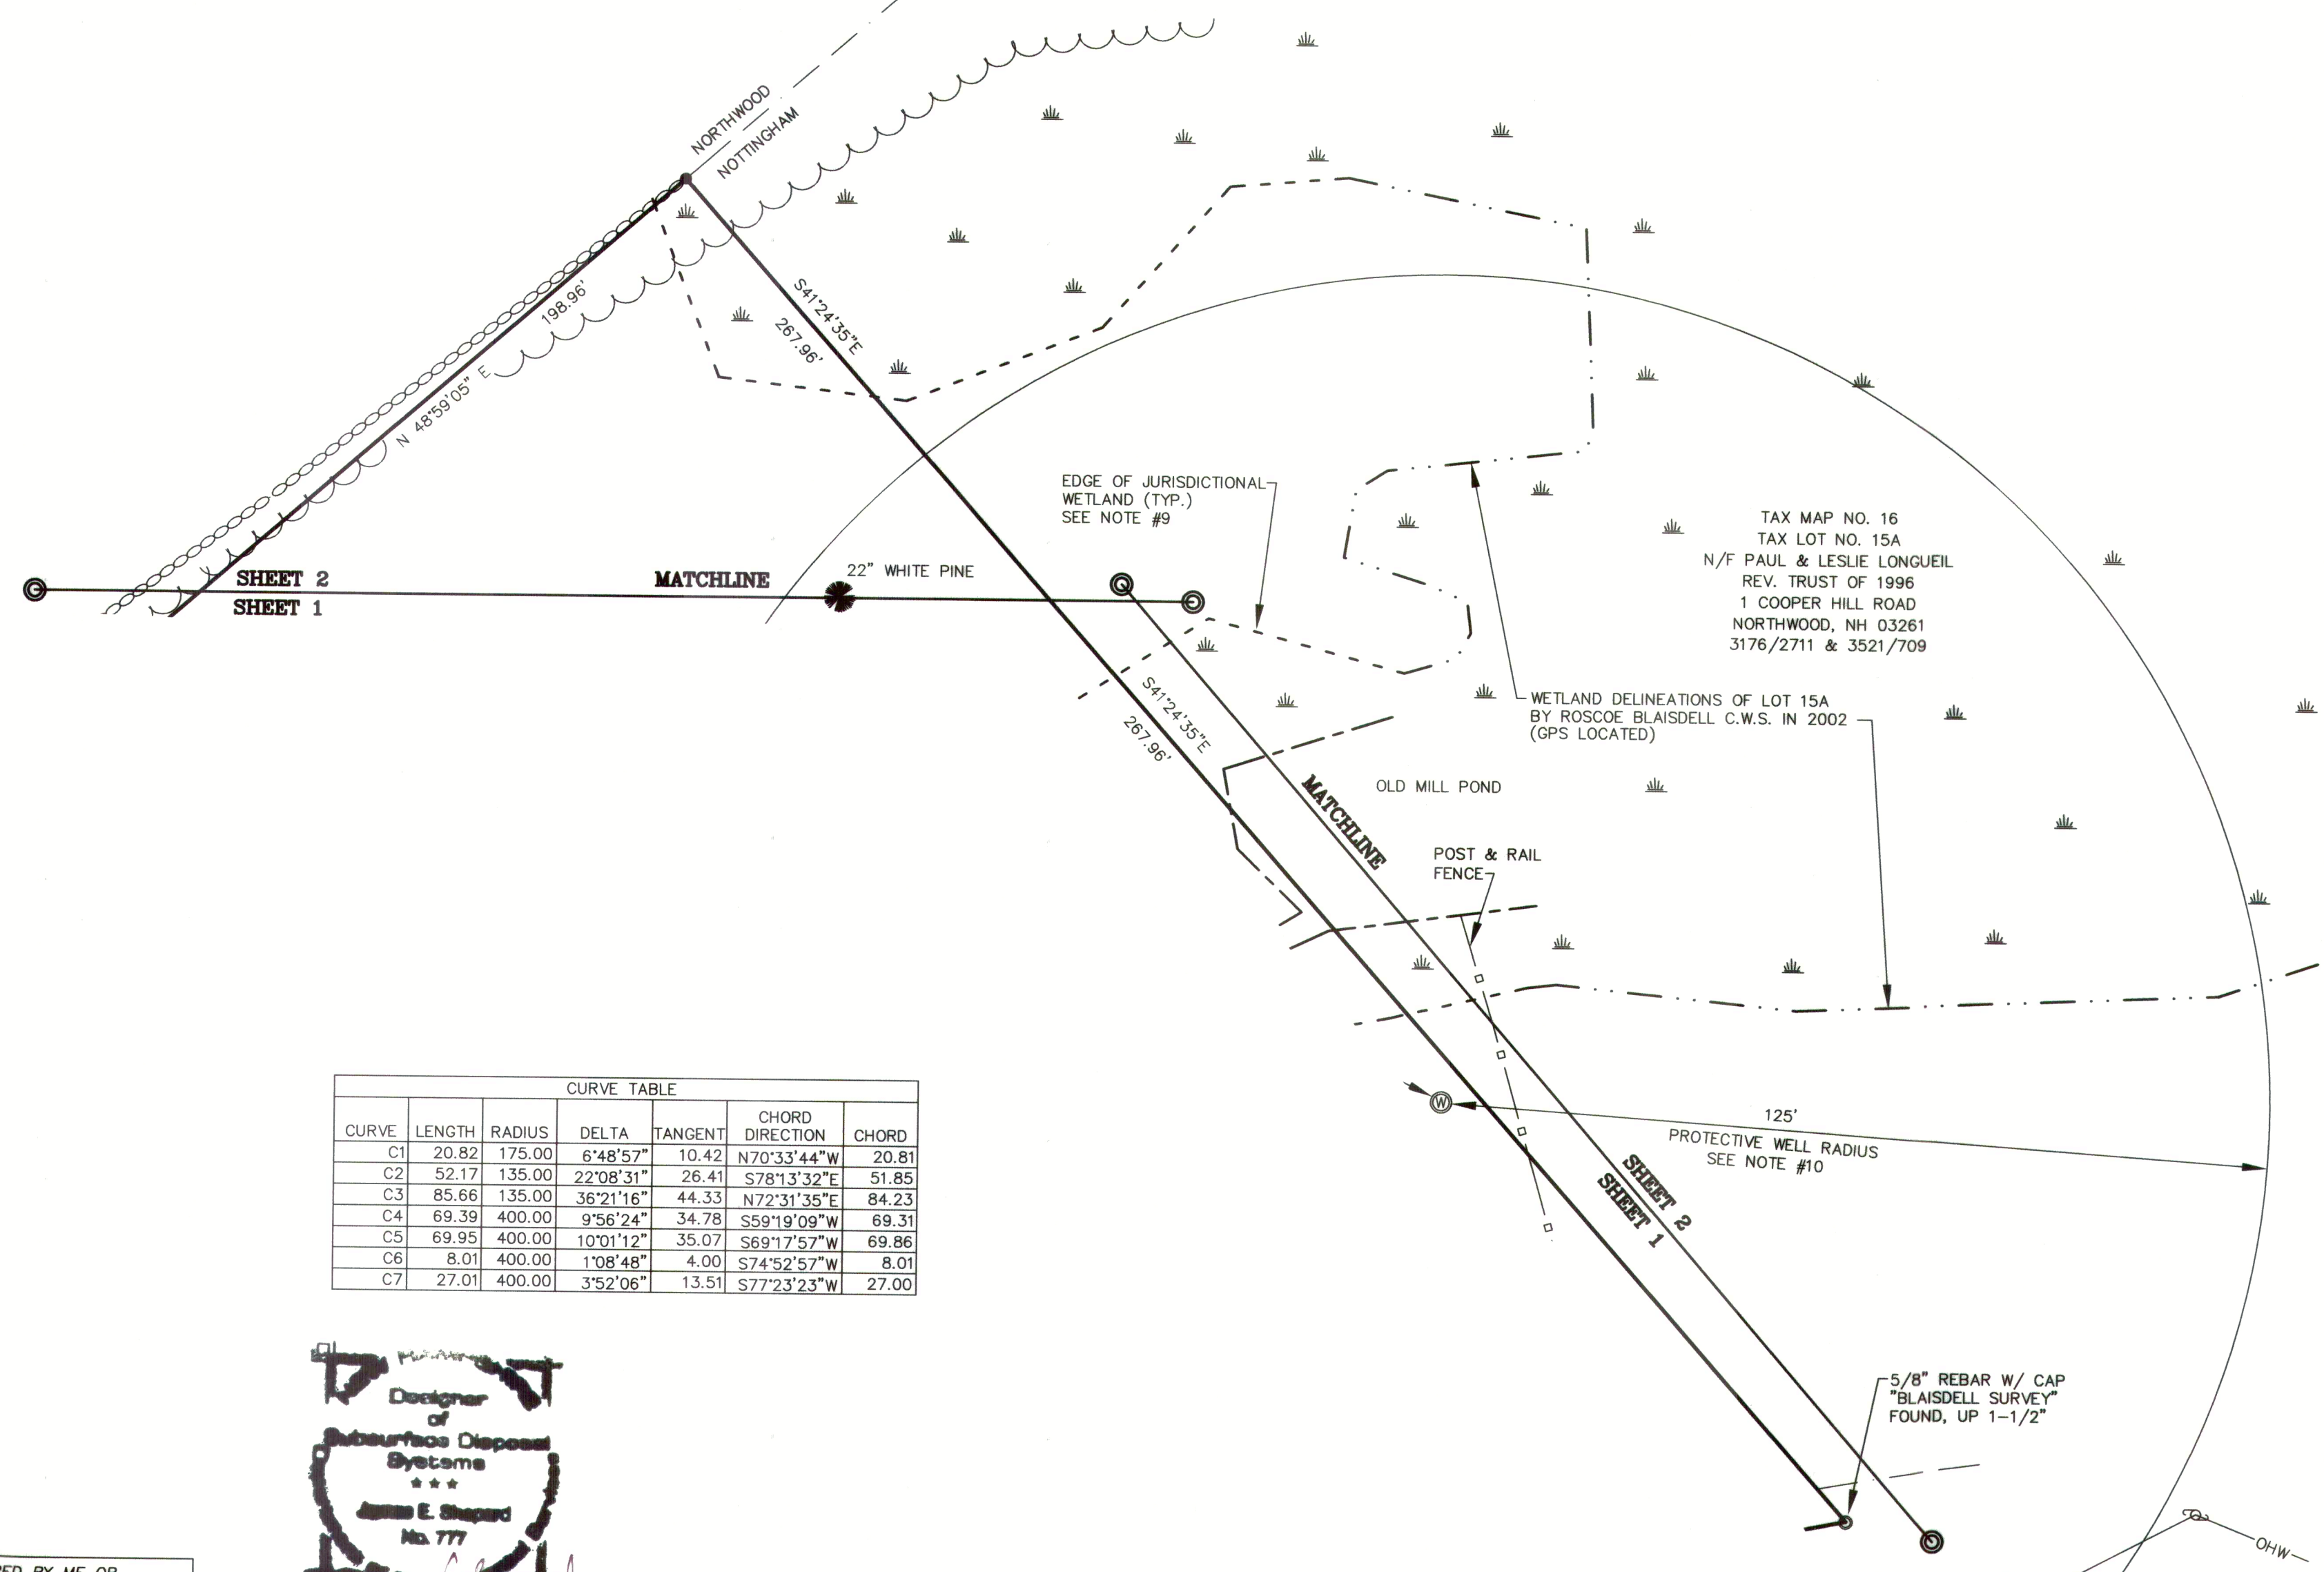 NORTHWOOD
NOTTINGHAM
198.96'
N 48°59'05" E
S41°24'35"E
267.96'
EDGE OF JURISDICTIONAL
WETLAND (TYP.)
SEE NOTE #9
TAX MAP NO. 16
TAX LOT NO. 15A
N/F PAUL & LESLIE LONGUEIL
REV. TRUST OF 1996
1 COOPER HILL ROAD
NORTHWOOD, NH 03261
3176/2711 & 3521/709
SHEET 2
SHEET 1
MATCHLINE
22" WHITE PINE
S41°24'35"E
267.96'
WETLAND DELINEATIONS OF LOT 15A
BY ROSCOE BLAISDELL C.W.S. IN 2002
(GPS LOCATED)
OLD MILL POND
MATCHLINE
POST & RAIL
FENCE
W
125'
PROTECTIVE WELL RADIUS
SEE NOTE #10
SHEET 2
SHEET 1
CURVE TABLE
CURVE LENGTH RADIUS DELTA TANGENT CHORD DIRECTION CHORD
C1 20.82 175.00 6°48'57" 10.42 N70°33'44"W 20.81
C2 52.17 135.00 22°08'31" 26.41 S78°13'32"E 51.85
C3 85.66 135.00 36°21'16" 44.33 N72°31'35"E 84.23
C4 69.39 400.00 9°56'24" 34.78 S59°19'09"W 69.31
C5 69.95 400.00 10°01'12" 35.07 S69°17'57"W 69.86
C6 8.01 400.00 1°08'48" 4.00 S74°52'57"W 8.01
C7 27.01 400.00 3°52'06" 13.51 S77°23'23"W 27.00
5/8" REBAR W/ CAP
"BLAISDELL SURVEY"
FOUND, UP 1-1/2"
Designer
of
Subsurface Disposal
Systems
★ ★ ★
James E. Shepard
No. 777
OHW
BY ME OR